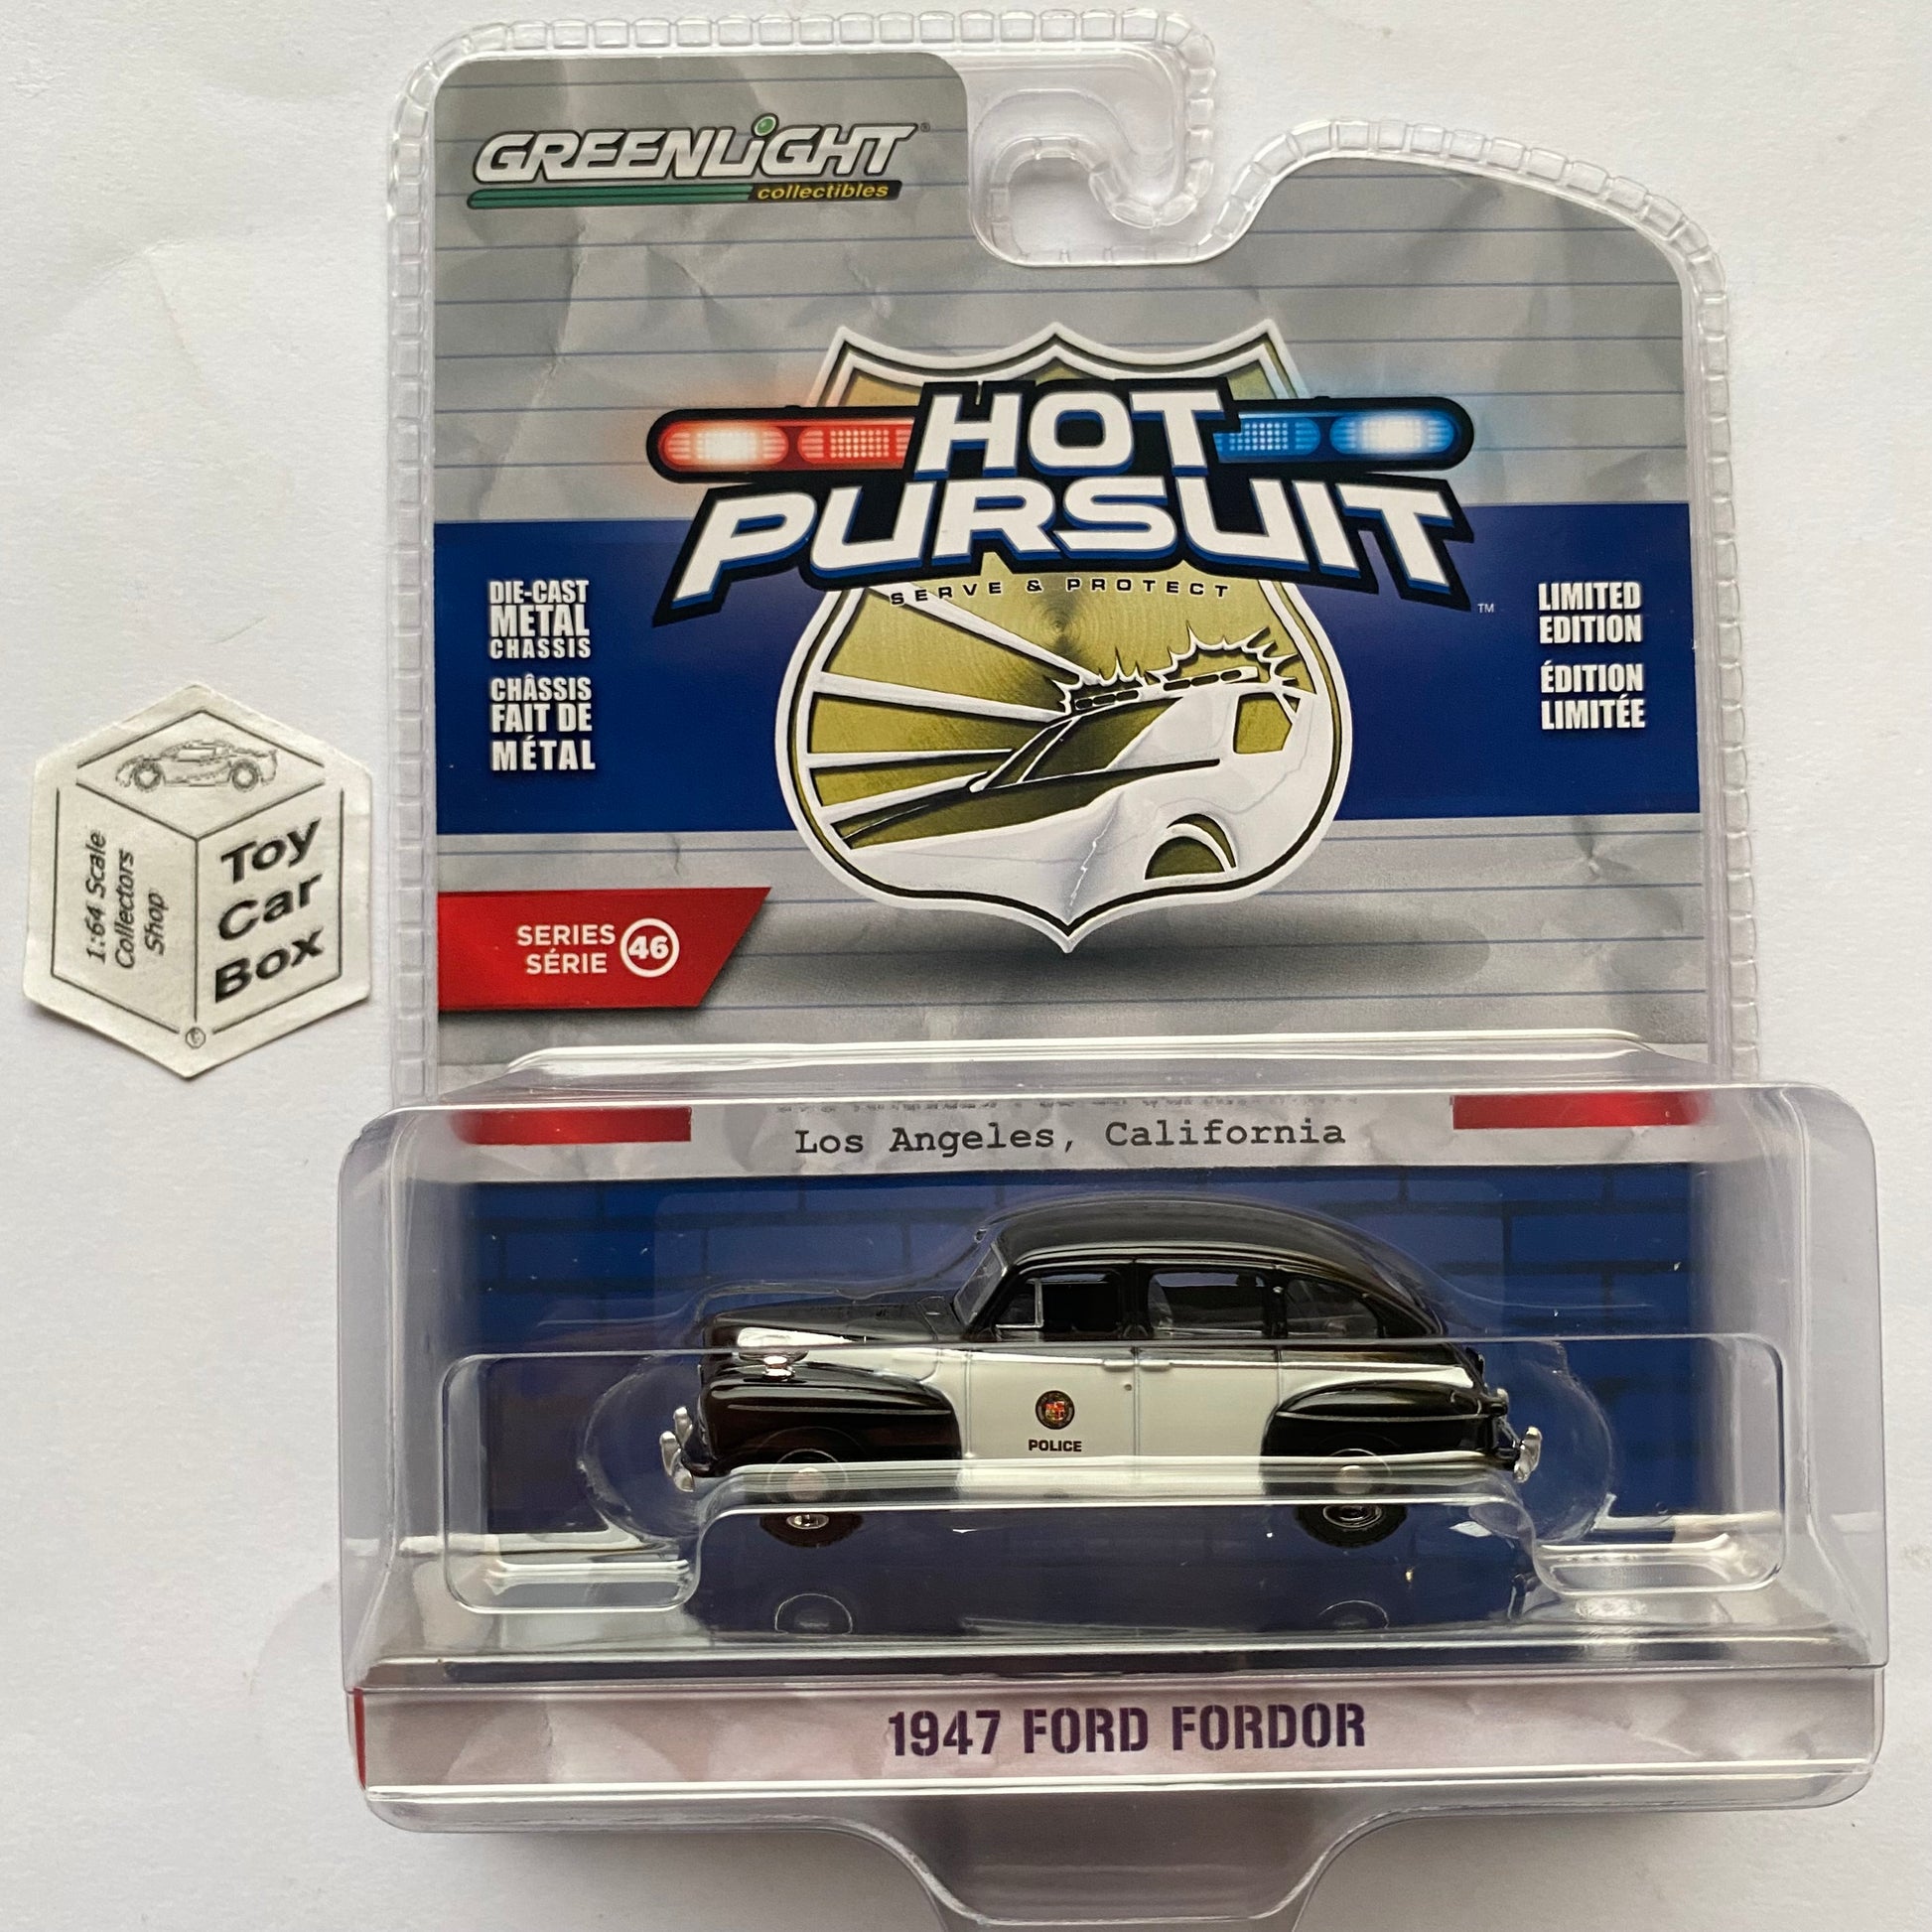 GREENLIGHT®
collectibles
HOT
PURSUIT™
SERVE & PROTECT
DIE-CAST
METAL
CHASSIS
CHÂSSIS
FAIT DE
MÉTAL
LIMITED
EDITION
ÉDITION
LIMITÉE
SERIES
SÉRIE
46
1:64 Scale
Collectors
Shop
Toy
Car
Box
©
Los Angeles, California
POLICE
1947 FORD FORDOR